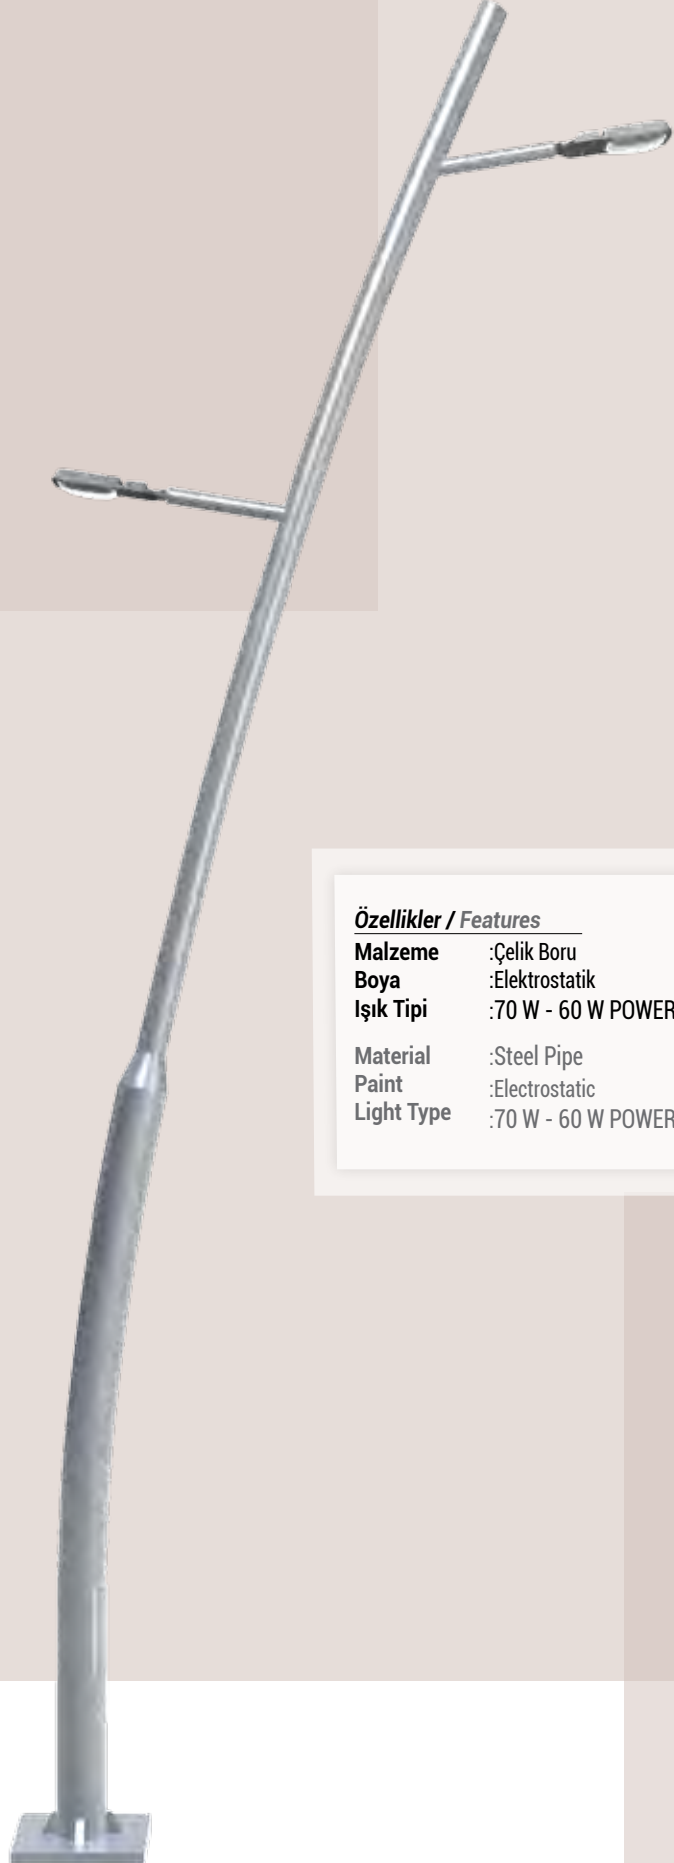 Özellikler / Features
Malzeme :Çelik Boru
Boya :Elektrostatik
Işık Tipi :70 W - 60 W POWER
Material :Steel Pipe
Paint :Electrostatic
Light Type :70 W - 60 W POWER